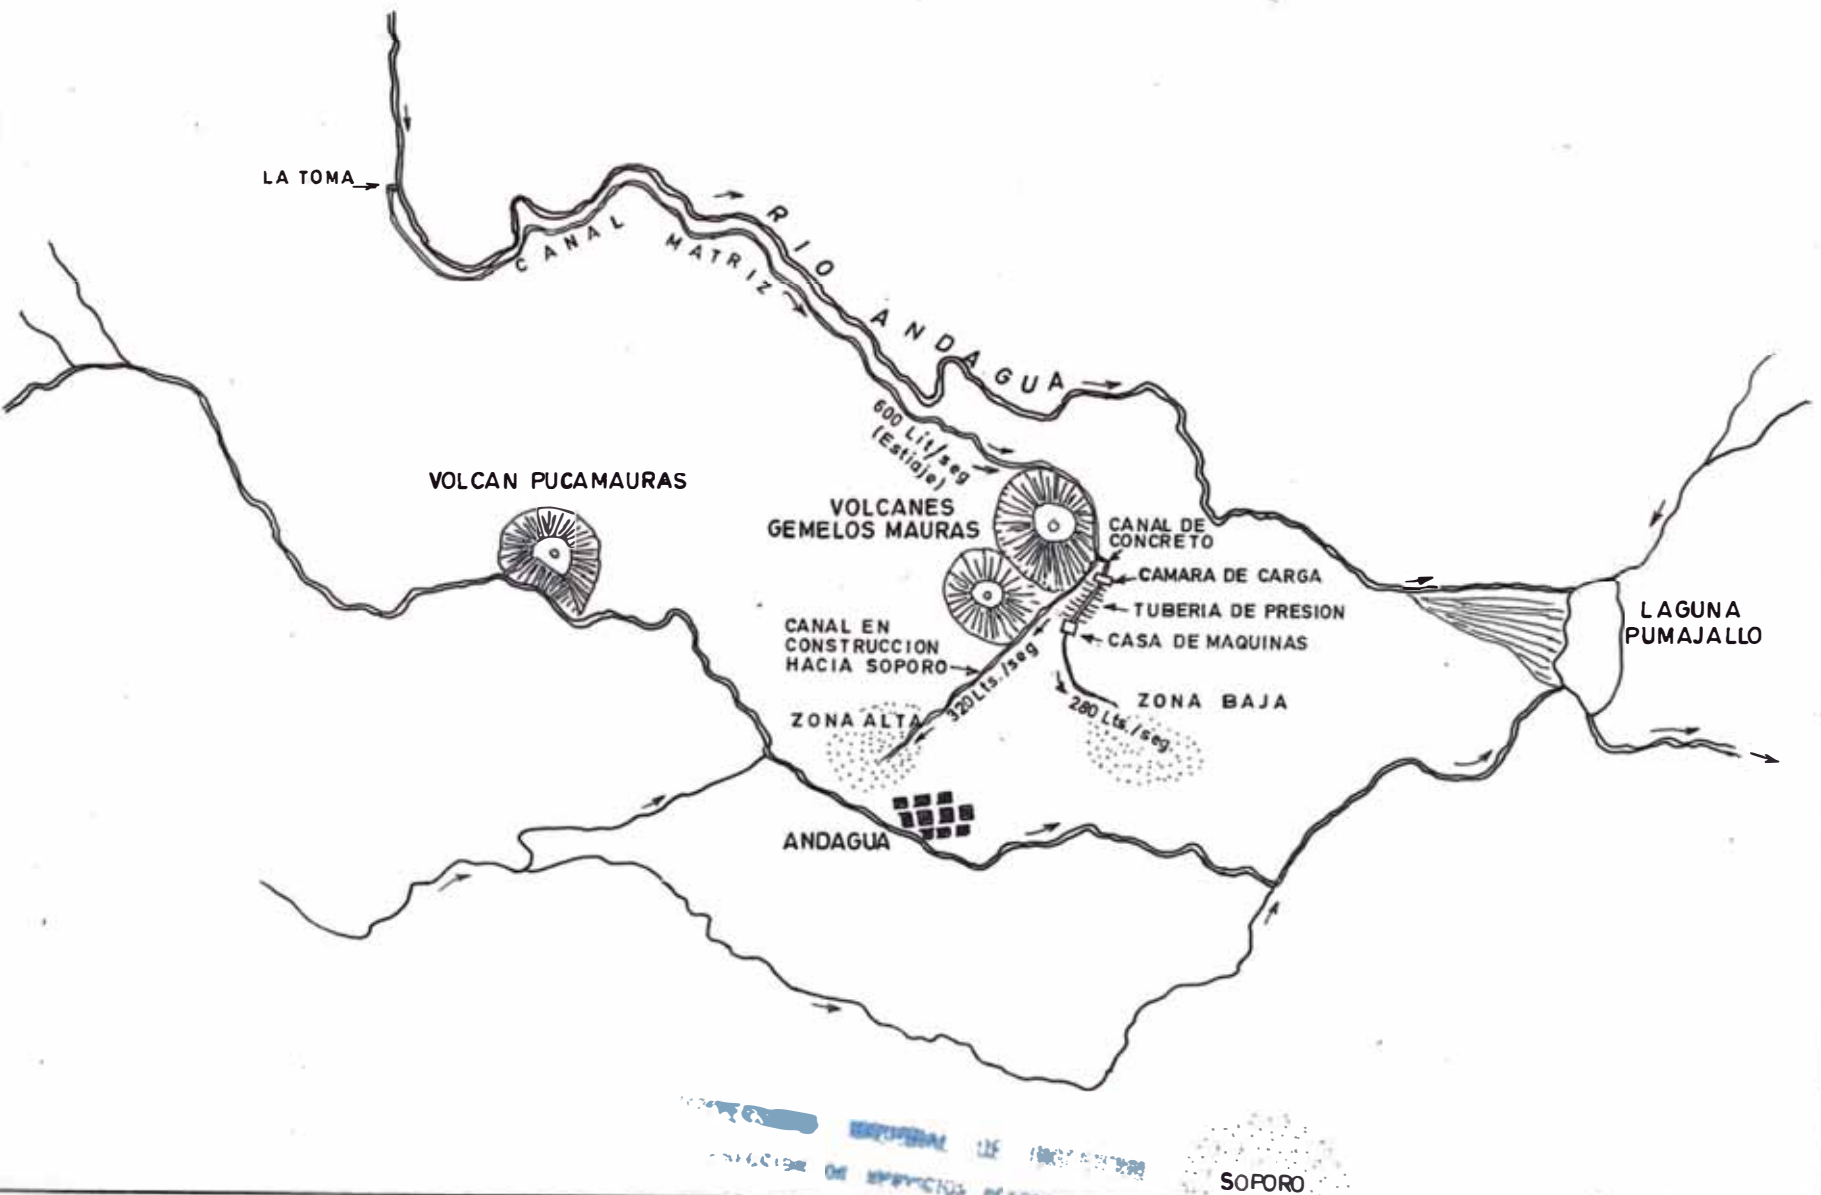 LA TOMA
CANAL MATRIZ
RIO ANDAGUA
600 Lit/seg
(Estiaje)
VOLCAN PUCAMAURAS
VOLCANES
GEMELOS MAURAS
CANAL DE
CONCRETO
CAMARA DE CARGA
TUBERIA DE PRESION
CASA DE MAQUINAS
LAGUNA
PUMAJALLO
CANAL EN
CONSTRUCCION
HACIA SOPORO
320 Lts./seg
ZONA ALTA
ZONA BAJA
280 Lts./seg
ANDAGUA
DE
SOPORO